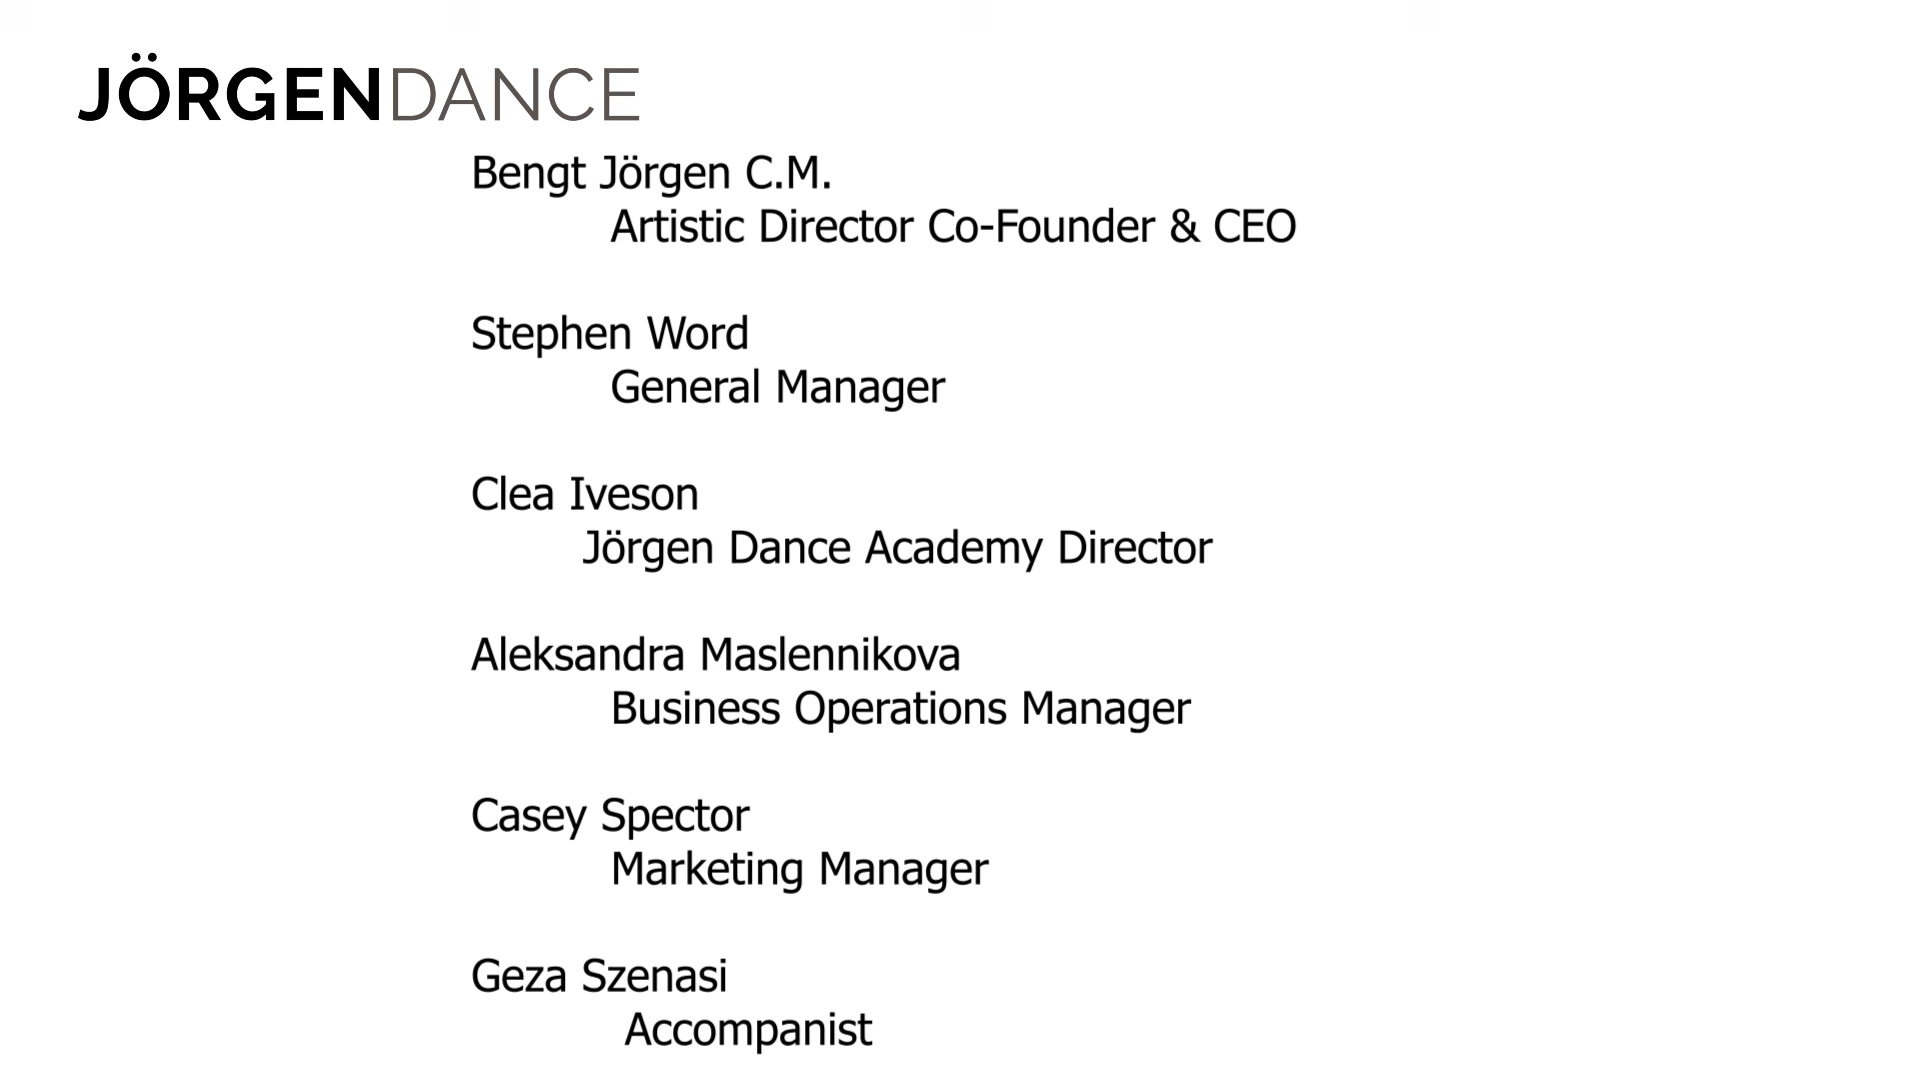 JÖRGENDANCE
Bengt Jörgen C.M.
Artistic Director Co-Founder & CEO
Stephen Word
General Manager
Clea Iveson
Jörgen Dance Academy Director
Aleksandra Maslennikova
Business Operations Manager
Casey Spector
Marketing Manager
Geza Szenasi
Accompanist